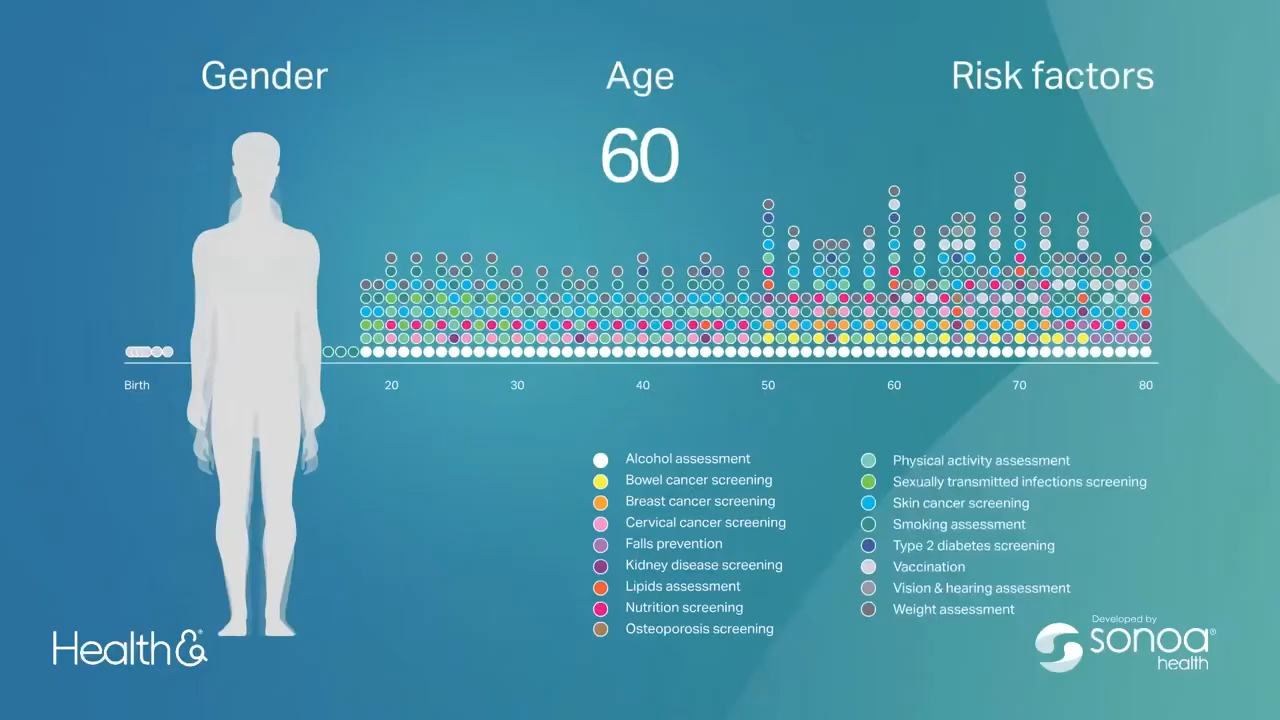 Gender
Age
Risk factors
60
Birth
20
30
40
50
60
70
80
Alcohol assessment
Bowel cancer screening
Breast cancer screening
Cervical cancer screening
Falls prevention
Kidney disease screening
Lipids assessment
Nutrition screening
Osteoporosis screening
Physical activity assessment
Sexually transmitted infections screening
Skin cancer screening
Smoking assessment
Type 2 diabetes screening
Vaccination
Vision & hearing assessment
Weight assessment
Health&®
Developed by
sonoa®
health